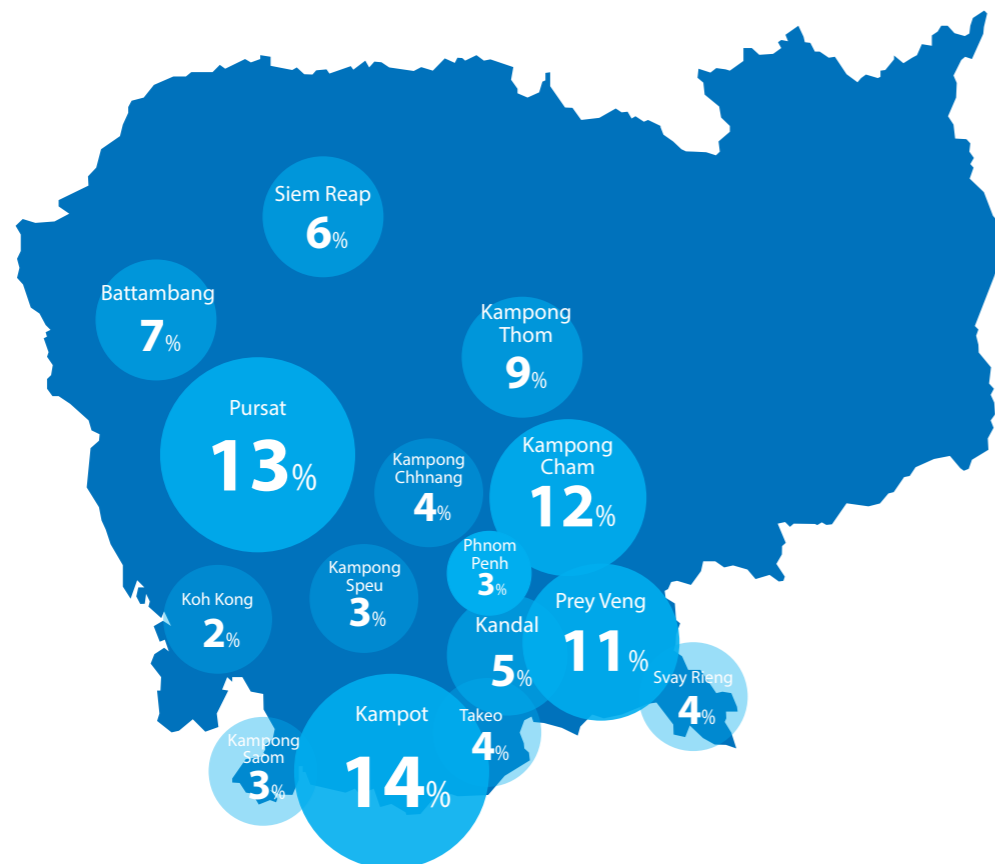 Siem Reap
6%
Battambang
7%
Kampong
Thom
9%
Pursat
13%
Kampong
Chhnang
4%
Kampong
Cham
12%
Phnom
Penh
3%
Kampong
Speu
3%
Koh Kong
2%
Kandal
5%
Prey Veng
11%
Svay Rieng
4%
Kampot
14%
Takeo
4%
Kampong
Saom
3%